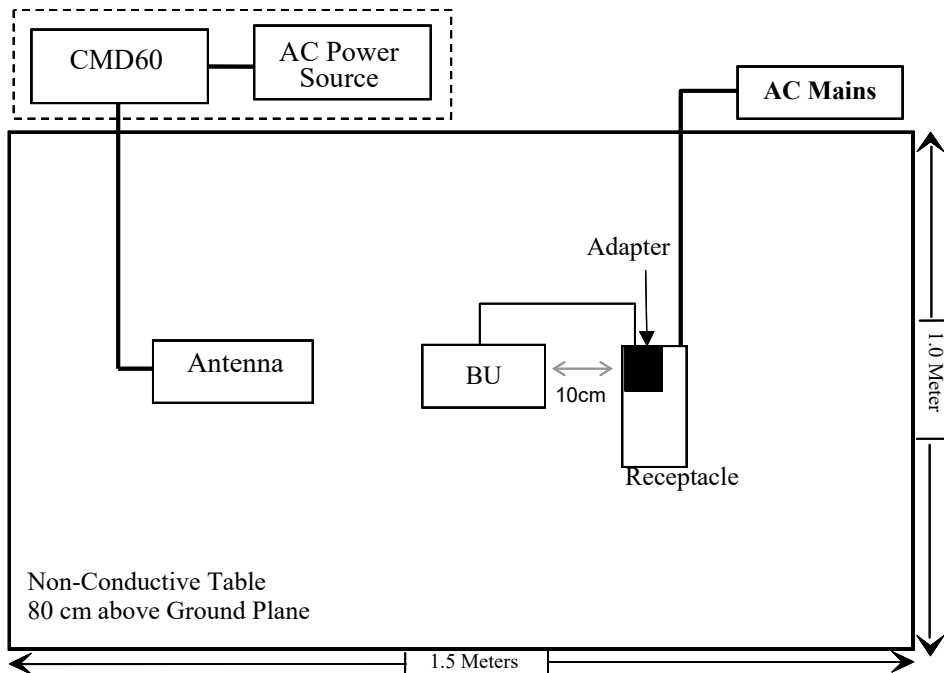 CMD60
AC Power
Source
AC Mains
Adapter
Antenna
BU
10cm
Receptacle
1.0 Meter
Non-Conductive Table
80 cm above Ground Plane
1.5 Meters